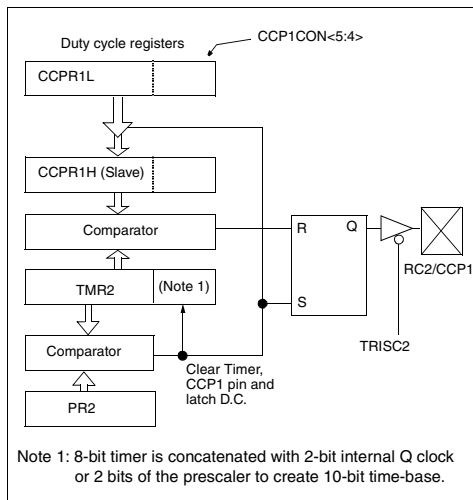 Duty cycle registers
CCP1CON<5:4>
CCPR1L
CCPR1H (Slave)
Comparator
R
Q
RC2/CCP1
TMR2
(Note 1)
S
TRISC2
Comparator
Clear Timer,
CCP1 pin and
latch D.C.
PR2
Note 1: 8-bit timer is concatenated with 2-bit internal Q clock
or 2 bits of the prescaler to create 10-bit time-base.